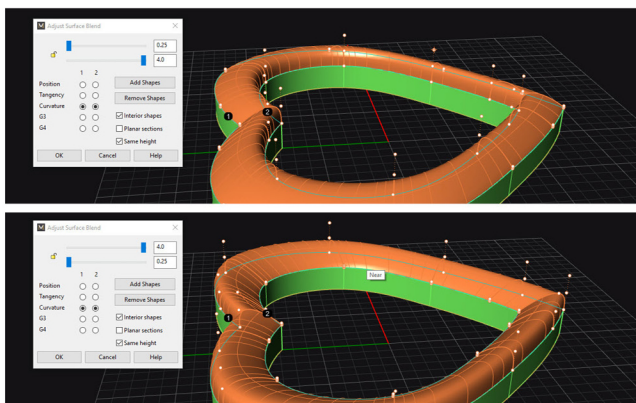 Adjust Surface Blend
0.25
4.0
1 2
Position
Tangency
Curvature
G3
G4
Add Shapes
Remove Shapes
Interior shapes
Planar sections
Same height
OK Cancel Help
1
2
Adjust Surface Blend
4.0
0.25
1 2
Position
Tangency
Curvature
G3
G4
Add Shapes
Remove Shapes
Interior shapes
Planar sections
Same height
OK Cancel Help
Near
1
2